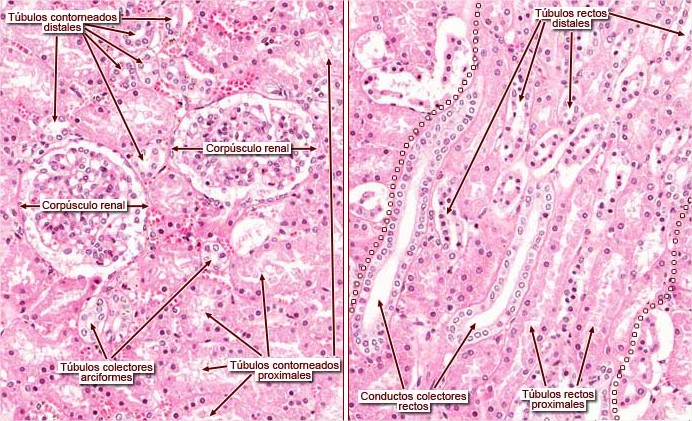 Túbulos contorneados
distales
Corpúsculo renal
Corpúsculo renal
Túbulos colectores
arciformes
Túbulos contorneados
proximales
Túbulos rectos
distales
Conductos colectores
rectos
Túbulos rectos
proximales